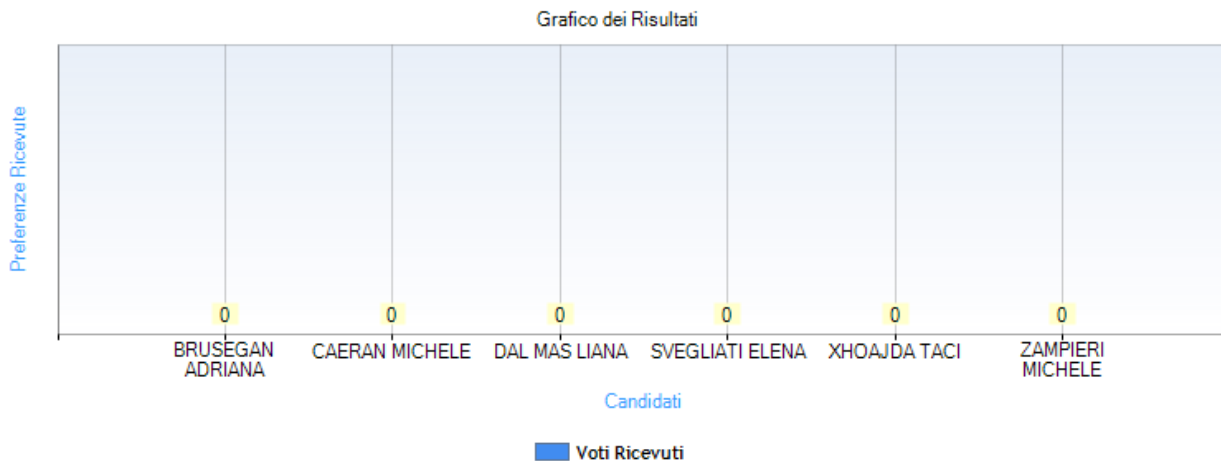 Grafico dei Risultati
Preferenze Ricevute
0 0 0 0 0 0
BRUSEGAN ADRIANA
CAERAN MICHELE
DAL MAS LIANA
SVEGLIATI ELENA
XHOAJDA TACI
ZAMPIERI MICHELE
Candidati
Voti Ricevuti